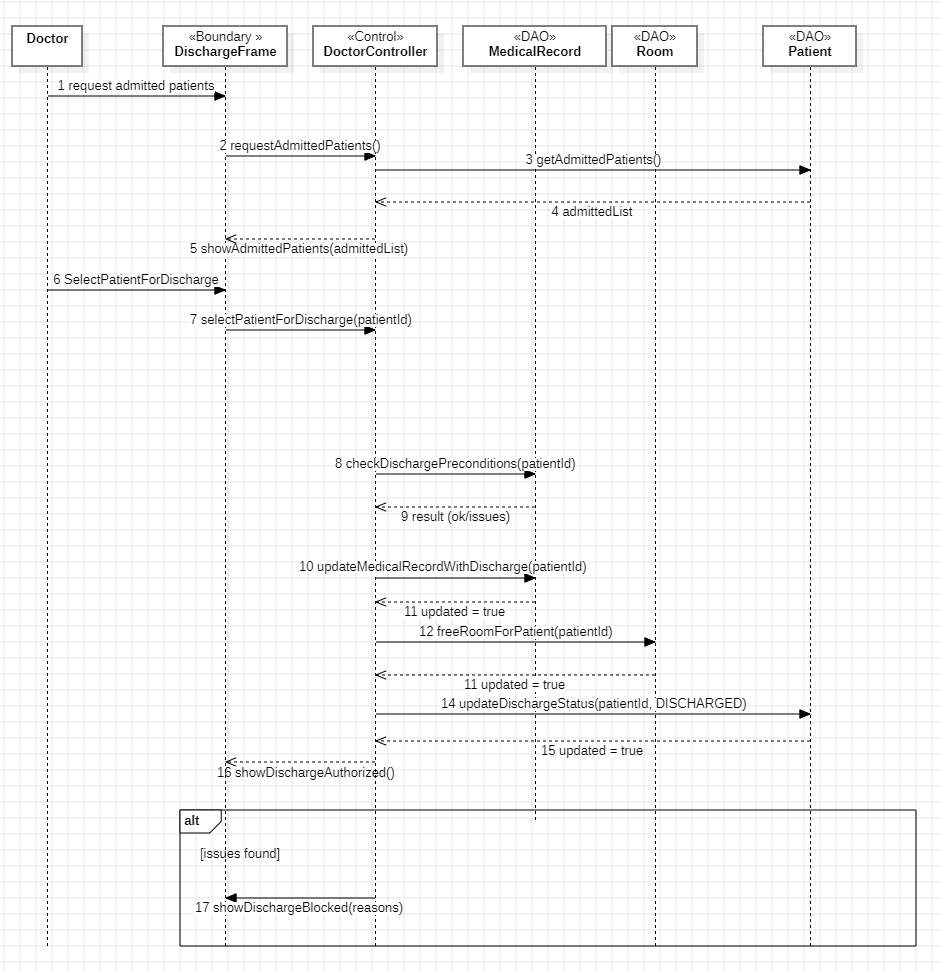 Doctor
«Boundary »
DischargeFrame
«Control»
DoctorController
«DAO»
MedicalRecord
«DAO»
Room
«DAO»
Patient
1 request admitted patients
2 requestAdmittedPatients()
3 getAdmittedPatients()
4 admittedList
5 showAdmittedPatients(admittedList)
6 SelectPatientForDischarge
7 selectPatientForDischarge(patientId)
8 checkDischargePreconditions(patientId)
9 result (ok/issues)
10 updateMedicalRecordWithDischarge(patientId)
11 updated = true
12 freeRoomForPatient(patientId)
11 updated = true
14 updateDischargeStatus(patientId, DISCHARGED)
15 updated = true
16 showDischargeAuthorized()
alt
[issues found]
17 showDischargeBlocked(reasons)